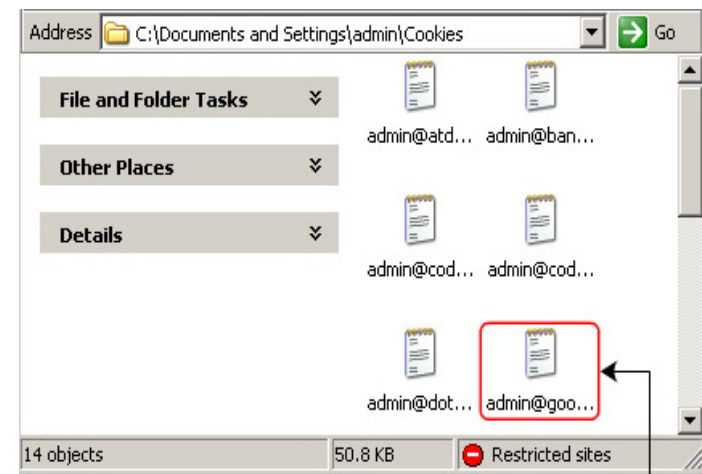 Address C:\Documents and Settings\admin\Cookies Go
File and Folder Tasks
Other Places
Details
admin@atd... admin@ban...
admin@cod... admin@cod...
admin@dot... admin@goo...
14 objects 50.8 KB Restricted sites